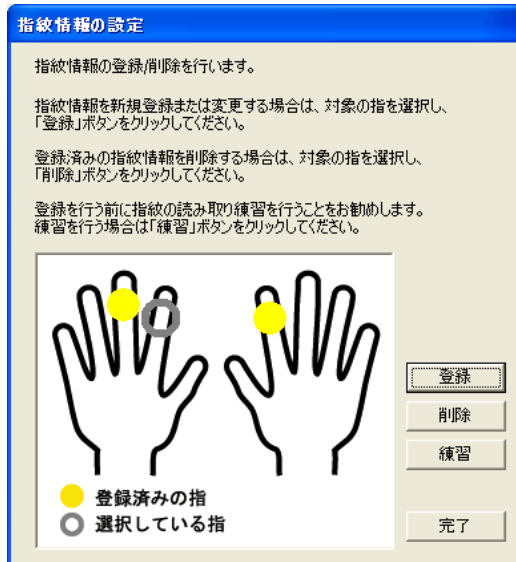 指紋情報の設定
指紋情報の登録/削除を行います。
指紋情報を新規登録または変更する場合は、対象の指を選択し、
「登録」ボタンをクリックしてください。
登録済みの指紋情報を削除する場合は、対象の指を選択し、
「削除」ボタンをクリックしてください。
登録を行う前に指紋の読み取り練習を行うことをお勧めします。
練習を行う場合は「練習」ボタンをクリックしてください。
登録
削除
練習
登録済みの指
選択している指
完了